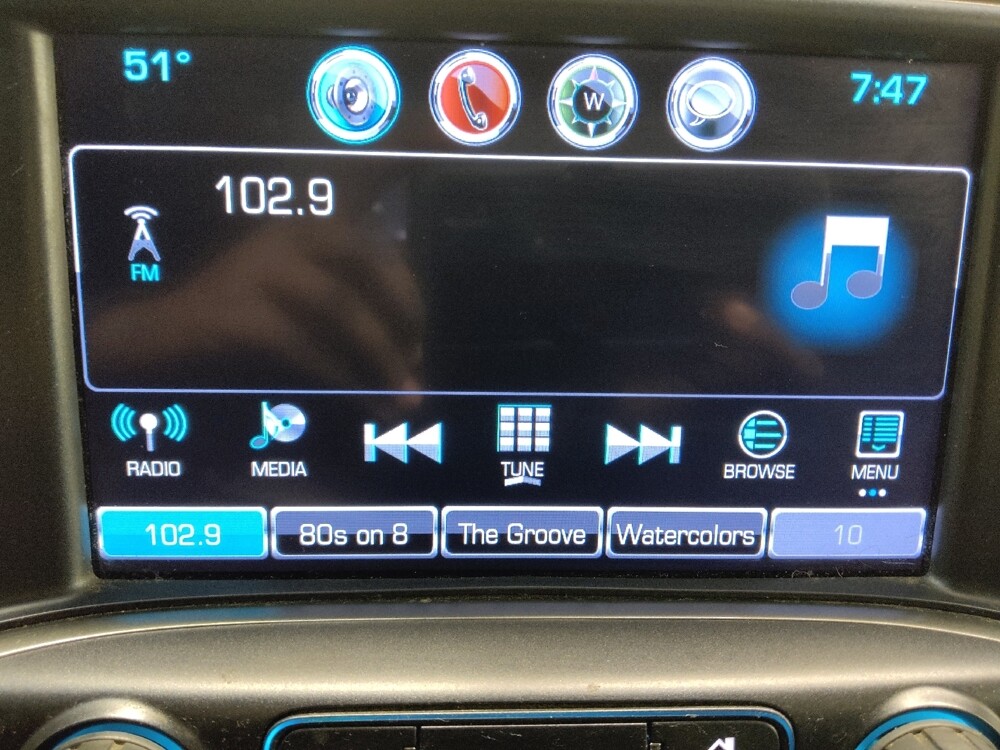 51°
W
7:47
102.9
FM
RADIO
MEDIA
TUNE
BROWSE
MENU
102.9
80s on 8
The Groove
Watercolors
10